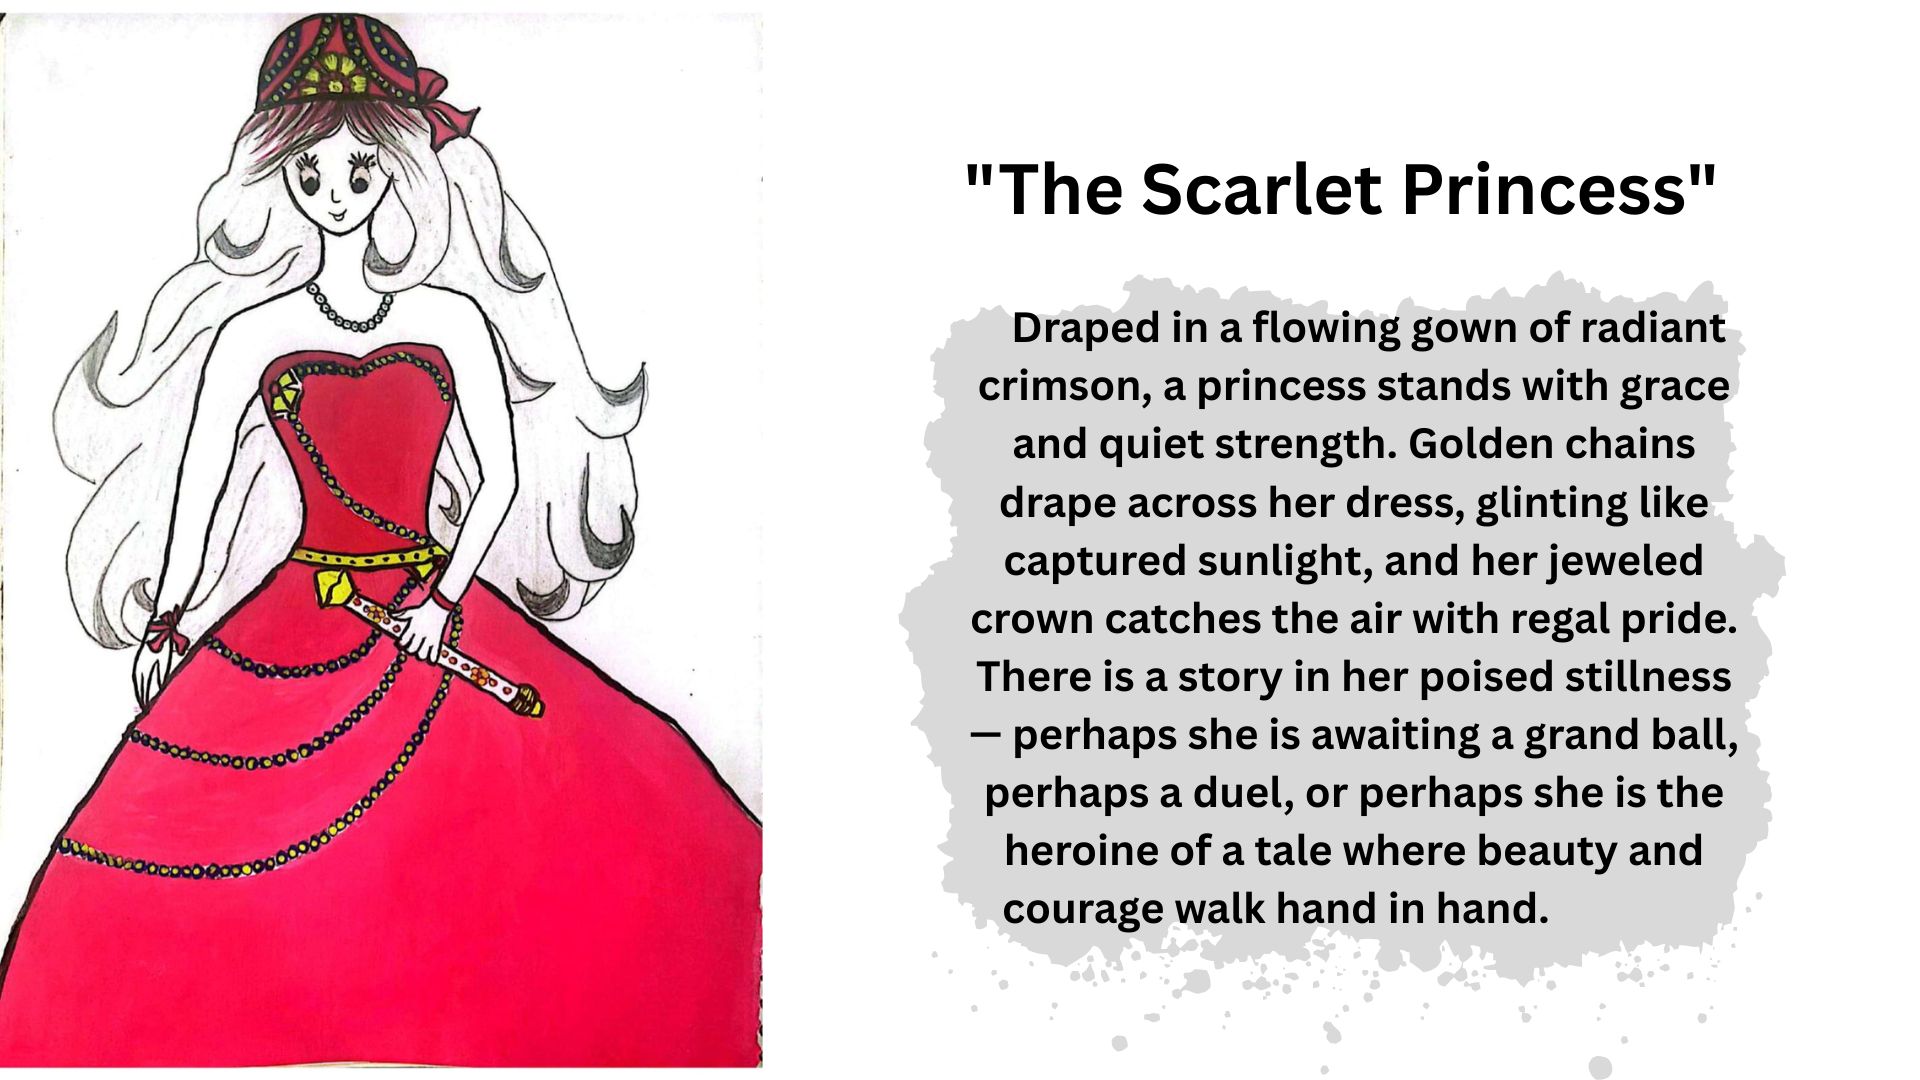 "The Scarlet Princess"
Draped in a flowing gown of radiant
crimson, a princess stands with grace
and quiet strength. Golden chains
drape across her dress, glinting like
captured sunlight, and her jeweled
crown catches the air with regal pride.
There is a story in her poised stillness
— perhaps she is awaiting a grand ball,
perhaps a duel, or perhaps she is the
heroine of a tale where beauty and
courage walk hand in hand.